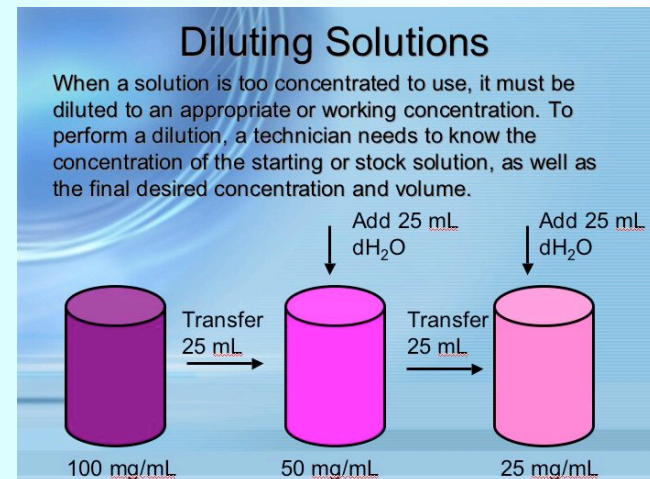 Diluting Solutions
When a solution is too concentrated to use, it must be
diluted to an appropriate or working concentration. To
perform a dilution, a technician needs to know the
concentration of the starting or stock solution, as well as
the final desired concentration and volume.
Add 25 mL
dH₂O
Add 25 mL
dH₂O
Transfer
25 mL
Transfer
25 mL
100 mg/mL
50 mg/mL
25 mg/mL